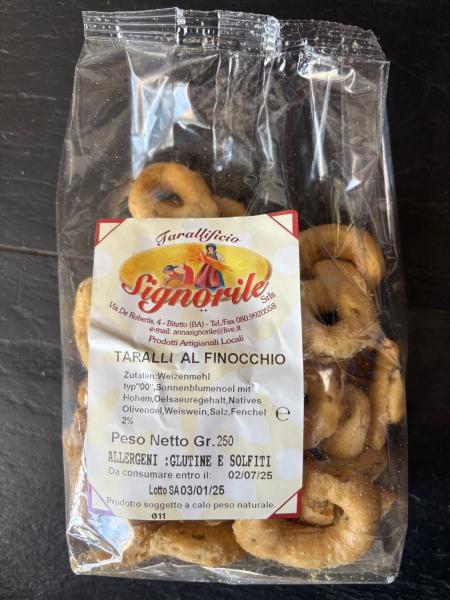 Tarallificio
Signorile Srls
Via De Robertis, 4 - Bitetto (BA) - Tel./Fax 080.9920558
e-mail: annasignorile@live.it
Prodotti Artigianali Locali
TARALLI AL FINOCCHIO
Zutaten:Weizenmehl
typ"00",Sonnenblumenoel mit
Hohem,Oelsaeuregehalt,Natives
Olivenoel,Weiswein,Salz,Fenchel
2% ℮
Peso Netto Gr.250
ALLERGENI :GLUTINE E SOLFITI
Da consumare entro il: 02/07/25
Lotto SA 03/01/25
Prodotto soggetto a calo peso naturale.
011